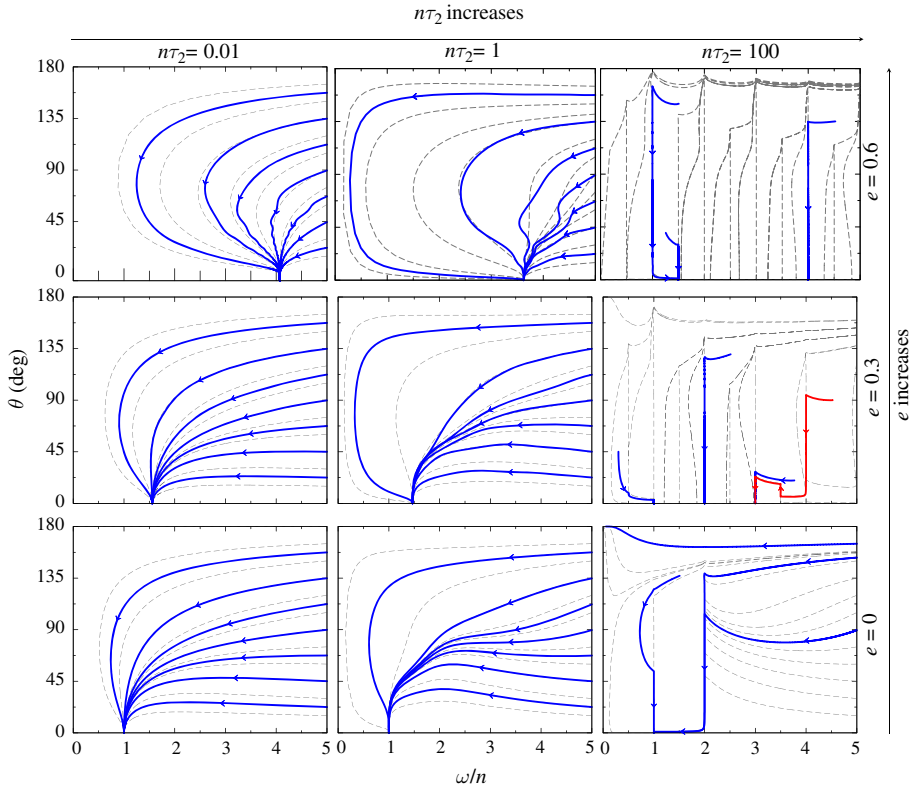 nτ₂ increases
nτ₂= 0.01 nτ₂= 1 nτ₂= 100
180
135
90
45
0
e = 0.6
180
135
90
45
0
θ (deg)
e = 0.3
e increases
180
135
90
45
0
e = 0
0 1 2 3 4 5 0 1 2 3 4 5 0 1 2 3 4 5
ω/n